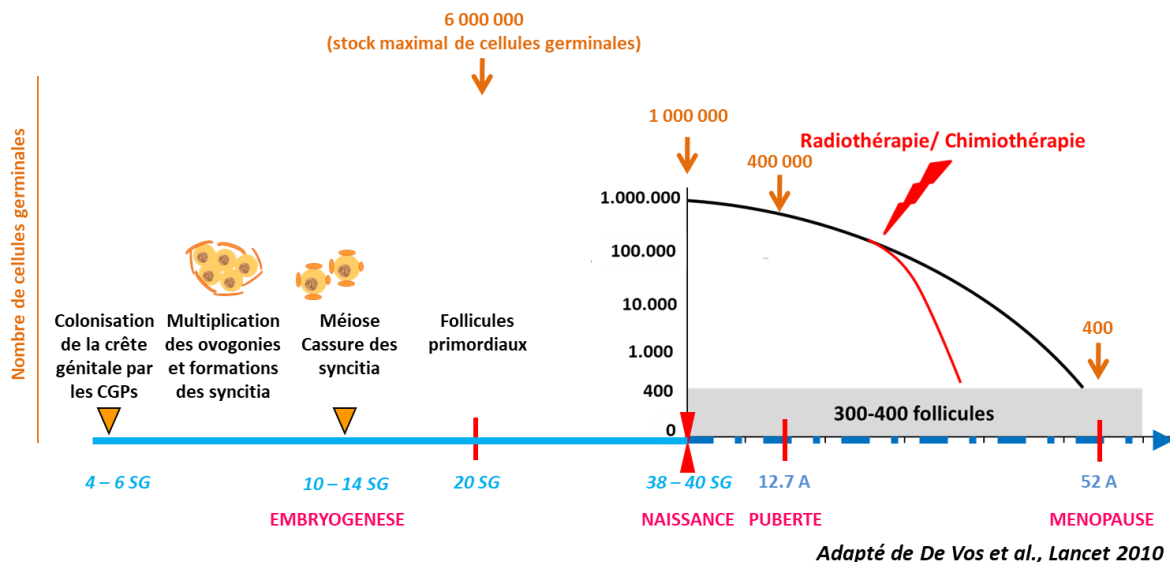 6 000 000
(stock maximal de cellules germinales)
Nombre de cellules germinales
1 000 000
400 000
Radiothérapie/ Chimiothérapie
1.000.000
100.000
10.000
1.000
400
0
400
300-400 follicules
Colonisation
de la crête
génitale par
les CGPs
Multiplication
des ovogonies
et formations
des syncitia
Méiose
Cassure des
syncitia
Follicules
primordiaux
4 – 6 SG
10 – 14 SG
20 SG
38 – 40 SG
12.7 A
52 A
EMBRYOGENESE
NAISSANCE
PUBERTE
MENOPAUSE
Adapté de De Vos et al., Lancet 2010